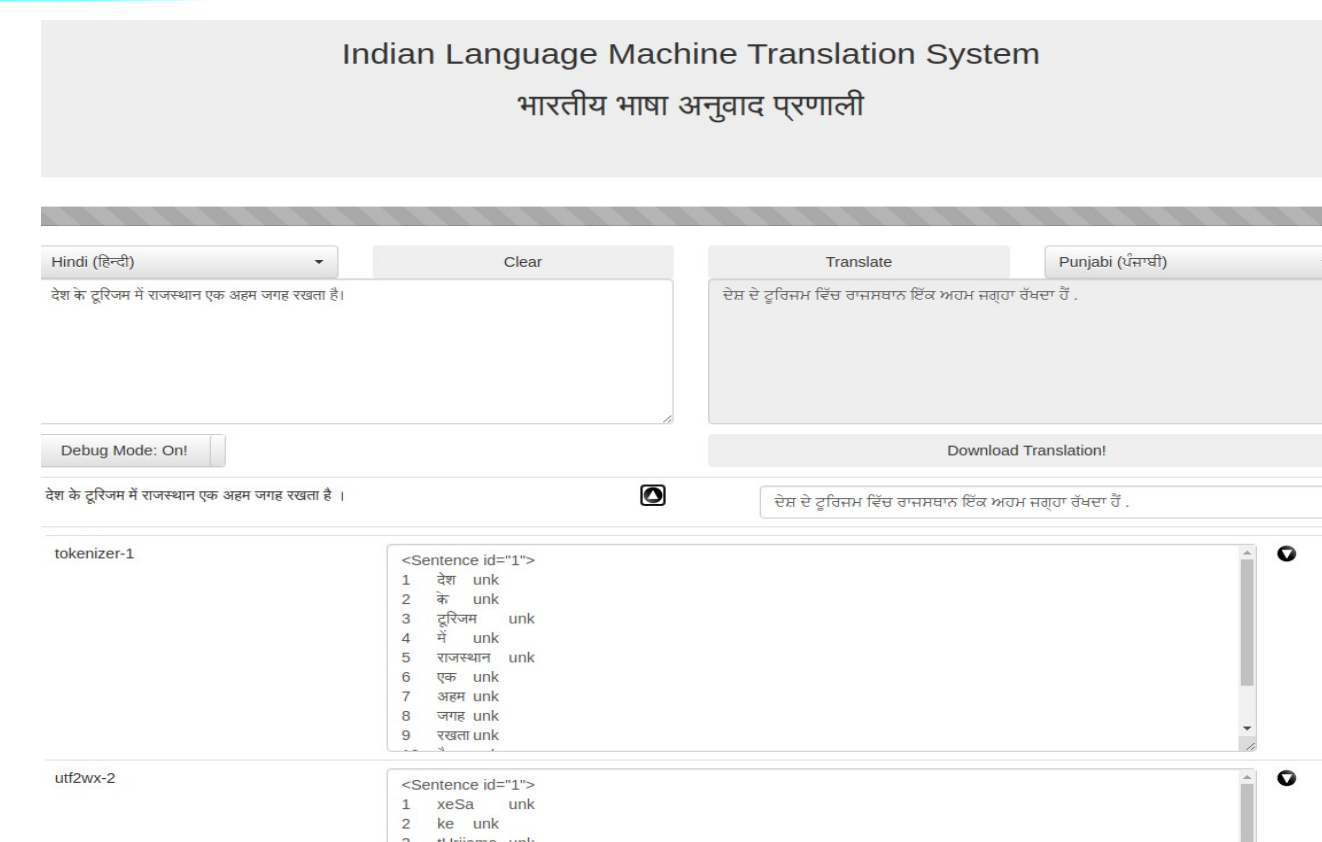 Indian Language Machine Translation System
भारतीय भाषा अनुवाद प्रणाली
Hindi (हिन्दी) Clear Translate Punjabi (ਪੰਜਾਬੀ)
देश के टूरिजम में राजस्थान एक अहम जगह रखता है। ਦੇਸ਼ ਦੇ ਟੂਰਿਜਮ ਵਿੱਚ ਰਾਜਸਥਾਨ ਇੱਕ ਅਹਮ ਜਗ੍ਹਾ ਰੱਖਦਾ ਹੈਂ .
Debug Mode: On! Download Translation!
देश के टूरिजम में राजस्थान एक अहम जगह रखता है । ਦੇਸ਼ ਦੇ ਟੂਰਿਜਮ ਵਿੱਚ ਰਾਜਸਥਾਨ ਇੱਕ ਅਹਮ ਜਗ੍ਹਾ ਰੱਖਦਾ ਹੈਂ .
tokenizer-1 <Sentence id="1">
1 देश unk
2 के unk
3 टूरिजम unk
4 में unk
5 राजस्थान unk
6 एक unk
7 अहम unk
8 जगह unk
9 रखता unk
utf2wx-2 <Sentence id="1">
1 xeSa unk
2 ke unk